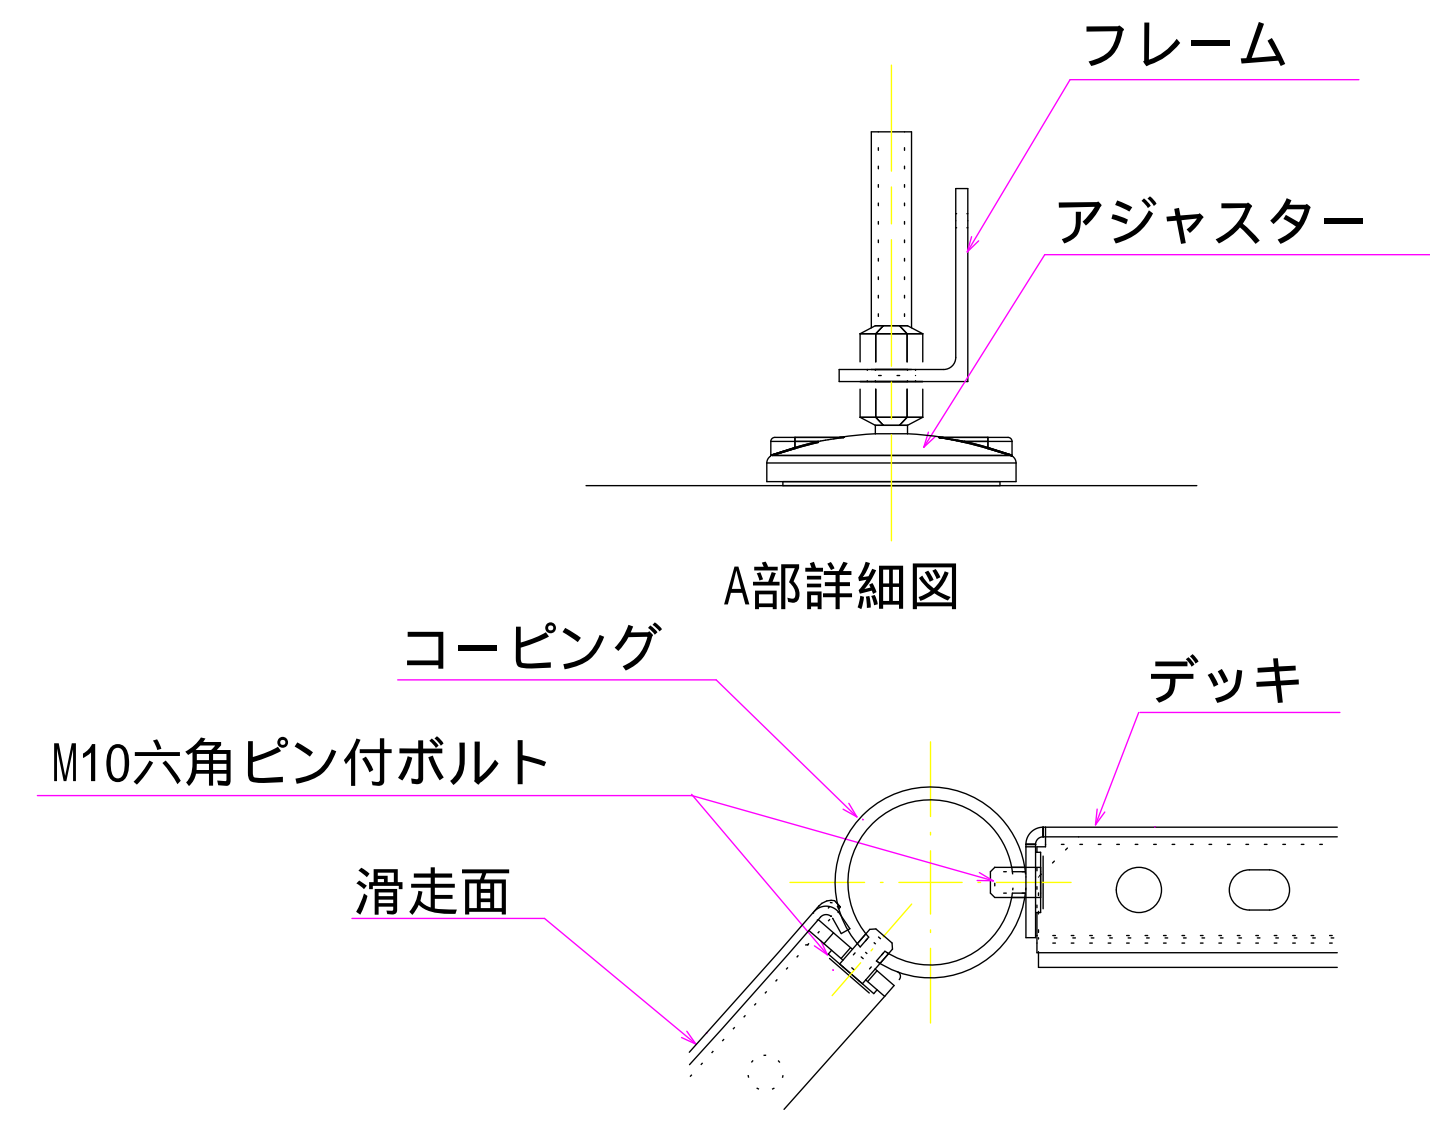 フレーム
アジャスター
A部詳細図
コーピング
デッキ
M10六角ピン付ボルト
滑走面